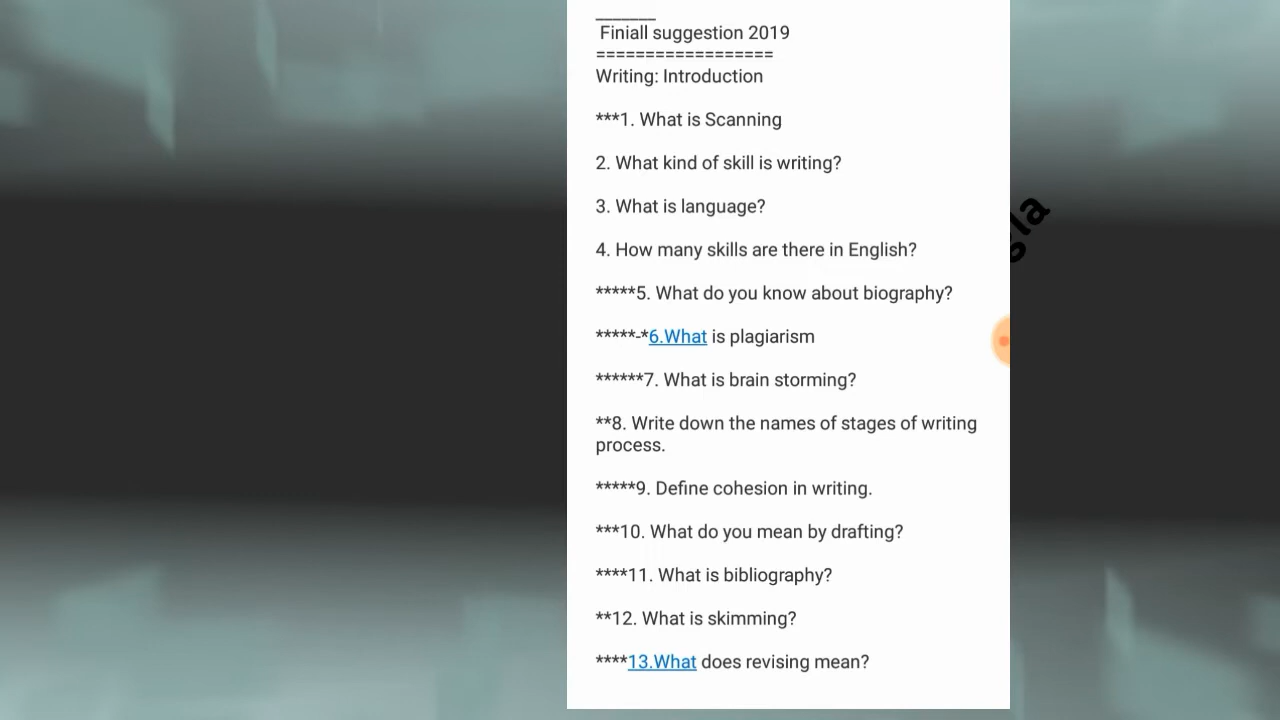 Finiall suggestion 2019
==================
Writing: Introduction
***1. What is Scanning
2. What kind of skill is writing?
3. What is language?
4. How many skills are there in English?
*****5. What do you know about biography?
*****-*6.What is plagiarism
******7. What is brain storming?
**8. Write down the names of stages of writing
process.
*****9. Define cohesion in writing.
***10. What do you mean by drafting?
****11. What is bibliography?
**12. What is skimming?
****13.What does revising mean?